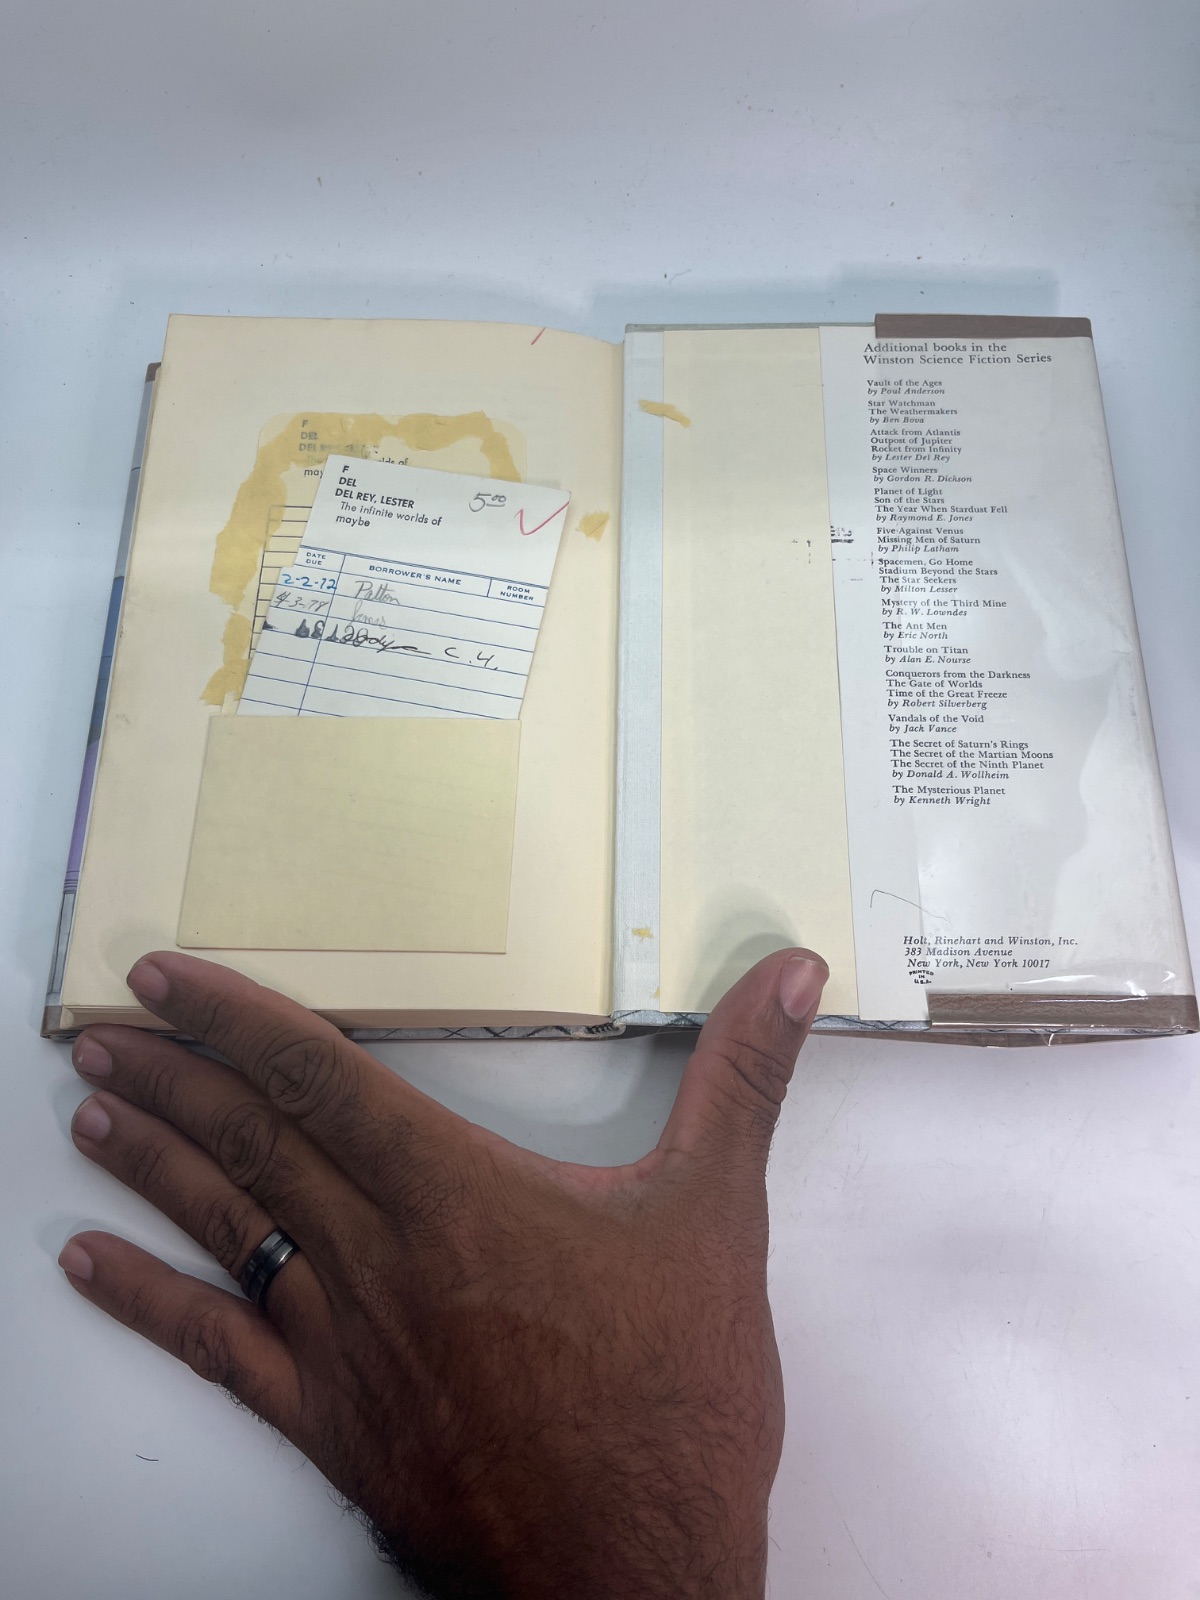 F
DEL
DEL
may
F
DEL
DEL REY, LESTER
The infinite worlds of
maybe
5.00
DATE DUE
BORROWER'S NAME
ROOM NUMBER
2-2-72
Patton
C. H.
Additional books in the
Winston Science Fiction Series
Vault of the Ages
by Poul Anderson
Star Watchman
The Weathermakers
by Ben Bova
Attack from Atlantis
Outpost of Jupiter
Rocket from Infinity
by Lester Del Rey
Space Winners
by Gordon R. Dickson
Planet of Light
Son of the Stars
The Year When Stardust Fell
by Raymond E. Jones
Five Against Venus
Missing Men of Saturn
by Philip Latham
Spacemen, Go Home
Stadium Beyond the Stars
The Star Seekers
by Milton Lesser
Mystery of the Third Mine
by R. W. Lowndes
The Ant Men
by Eric North
Trouble on Titan
by Alan E. Nourse
Conquerors from the Darkness
The Gate of Worlds
Time of the Great Freeze
by Robert Silverberg
Vandals of the Void
by Jack Vance
The Secret of Saturn's Rings
The Secret of the Martian Moons
The Secret of the Ninth Planet
by Donald A. Wollheim
The Mysterious Planet
by Kenneth Wright
Holt, Rinehart and Winston, Inc.
383 Madison Avenue
New York, New York 10017
PRINTED
IN
U.S.A.